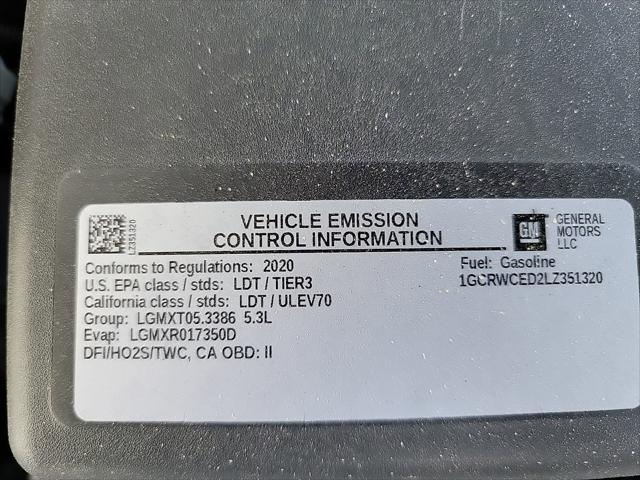 VEHICLE EMISSION
CONTROL INFORMATION
GM
GENERAL
MOTORS
LLC
LZ351320
Conforms to Regulations: 2020
U.S. EPA class / stds: LDT / TIER3
California class / stds: LDT / ULEV70
Group: LGMXT05.3386 5.3L
Evap: LGMXR017350D
DFI/HO2S/TWC, CA OBD: II
Fuel: Gasoline
1GCRWCED2LZ351320